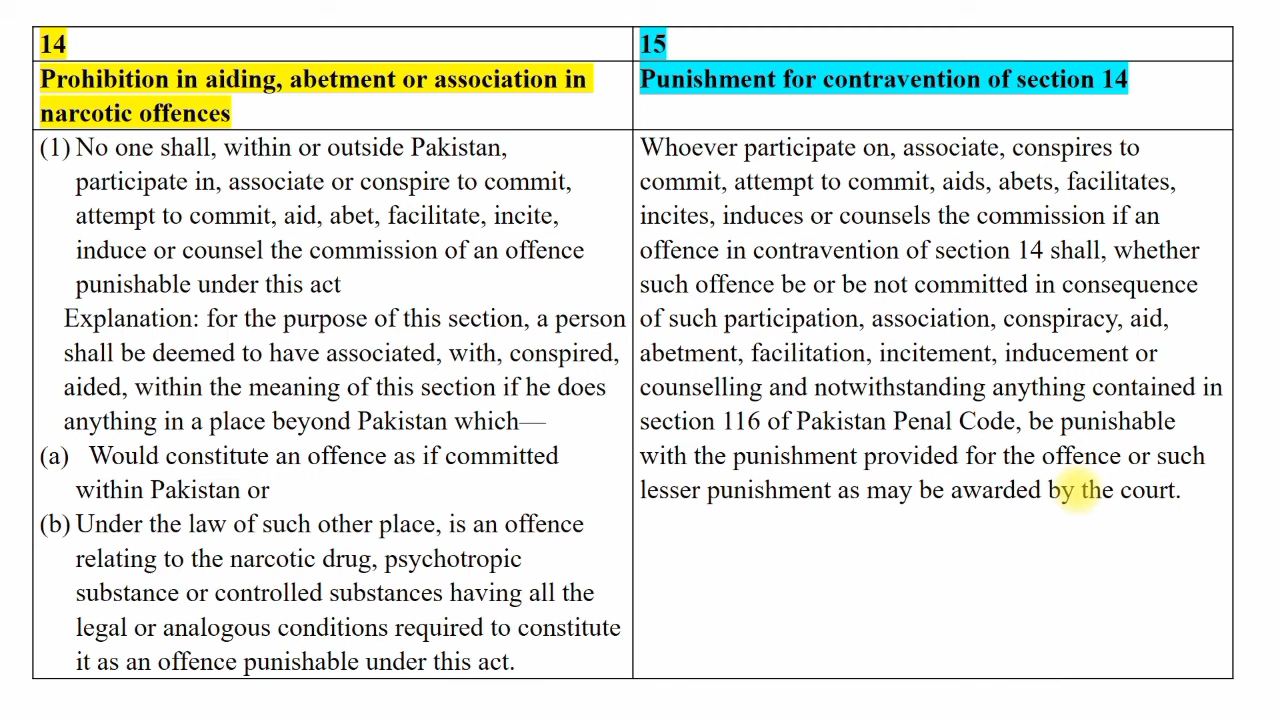 14
Prohibition in aiding, abetment or association in
narcotic offences
(1) No one shall, within or outside Pakistan,
participate in, associate or conspire to commit,
attempt to commit, aid, abet, facilitate, incite,
induce or counsel the commission of an offence
punishable under this act
Explanation: for the purpose of this section, a person
shall be deemed to have associated, with, conspired,
aided, within the meaning of this section if he does
anything in a place beyond Pakistan which—
(a) Would constitute an offence as if committed
within Pakistan or
(b) Under the law of such other place, is an offence
relating to the narcotic drug, psychotropic
substance or controlled substances having all the
legal or analogous conditions required to constitute
it as an offence punishable under this act.
15
Punishment for contravention of section 14
Whoever participate on, associate, conspires to
commit, attempt to commit, aids, abets, facilitates,
incites, induces or counsels the commission if an
offence in contravention of section 14 shall, whether
such offence be or be not committed in consequence
of such participation, association, conspiracy, aid,
abetment, facilitation, incitement, inducement or
counselling and notwithstanding anything contained in
section 116 of Pakistan Penal Code, be punishable
with the punishment provided for the offence or such
lesser punishment as may be awarded by the court.